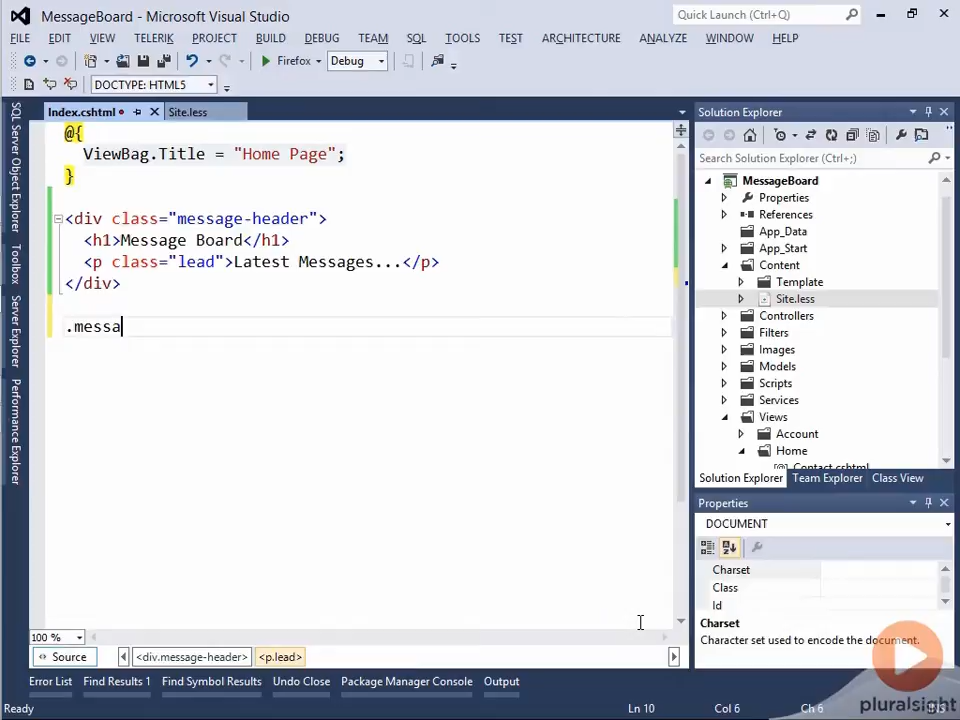 MessageBoard - Microsoft Visual Studio
Quick Launch (Ctrl+;)
FILE EDIT VIEW TELERIK PROJECT BUILD DEBUG TEAM SQL TOOLS TEST ARCHITECTURE ANALYZE WINDOW HELP
Firefox Debug
DOCTYPE: HTML5
SQL Server Object Explorer
Toolbox
Server Explorer
Performance Explorer
Index.cshtml Site.less
@{
ViewBag.Title = "Home Page";
}
<div class="message-header">
<h1>Message Board</h1>
<p class="lead">Latest Messages...</p>
</div>
.messa
100 %
Source <div.message-header> <p.lead>
Solution Explorer
Search Solution Explorer (Ctrl+;)
MessageBoard
Properties
References
App_Data
App_Start
Content
Template
Site.less
Controllers
Filters
Images
Models
Scripts
Services
Views
Account
Home
Contact.cshtml
Solution Explorer Team Explorer Class View
Properties
DOCUMENT
Charset
Class
Id
Charset
Character set used to encode the document.
Error List Find Results 1 Find Symbol Results Undo Close Package Manager Console Output
Ready Ln 10 Col 6 Ch 6 INS
pluralsight